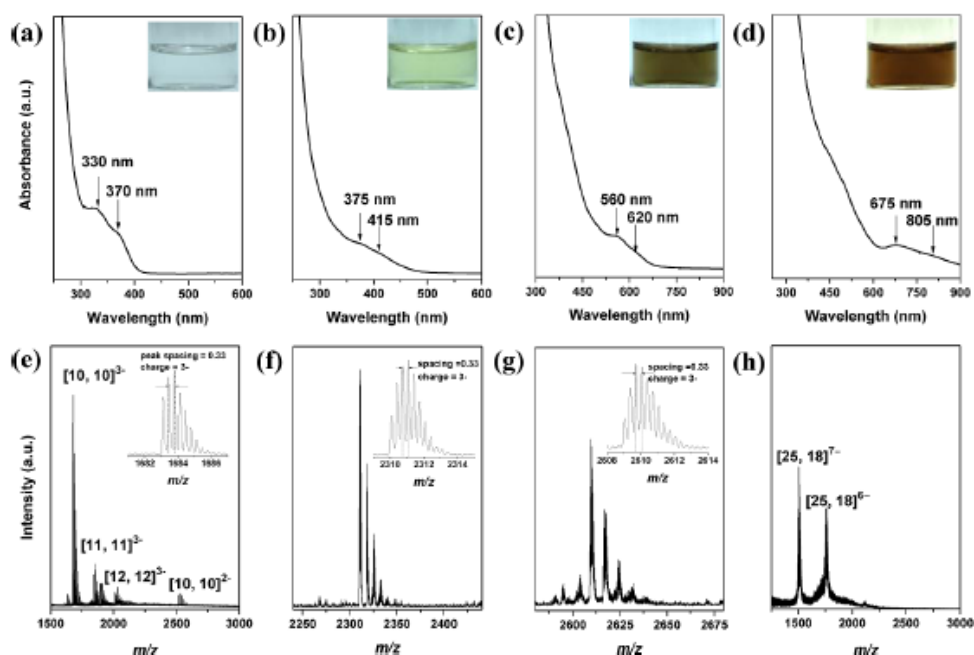 (a)
330 nm
370 nm
Absorbance (a.u.)
300 400 500 600
Wavelength (nm)
(b)
375 nm
415 nm
300 400 500 600
Wavelength (nm)
(c)
560 nm
620 nm
300 450 600 750 900
Wavelength (nm)
(d)
675 nm
805 nm
300 450 600 750 900
Wavelength (nm)
(e)
peak spacing = 0.33
charge = 3-
[10, 10]3-
1682 1684 1686
m/z
[11, 11]3-
[12, 12]3-
[10, 10]2-
Intensity (a.u.)
1500 2000 2500 3000
m/z
(f)
spacing =0.33
charge = 3-
2310 2312 2314
m/z
2250 2300 2350 2400
m/z
(g)
spacing =0.33
charge = 3-
2608 2610 2612 2614
m/z
2580 2625 2680
m/z
(h)
[25, 18]7–
[25, 18]6–
1500 2000 2500 3000
m/z